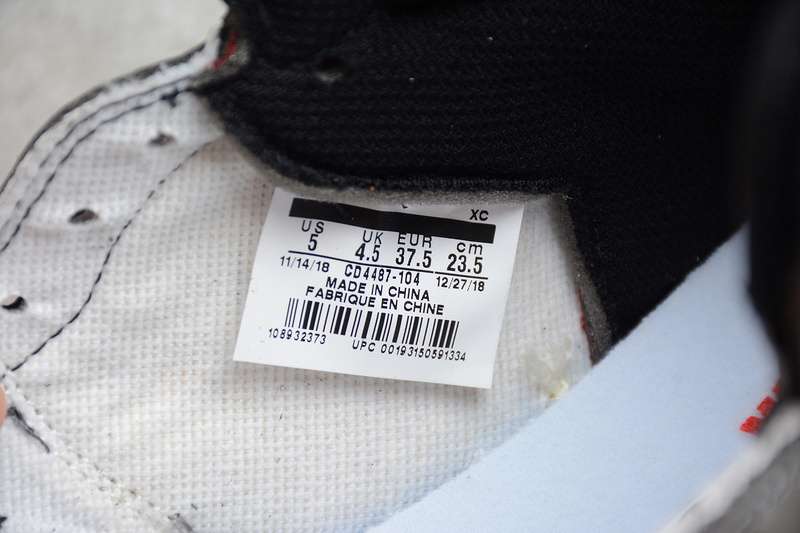 XC
US UK EUR cm
5 4.5 37.5 23.5
11/14/18 CD4487-104 12/27/18
MADE IN CHINA
FABRIQUE EN CHINE
108932373 UPC 00193150591334